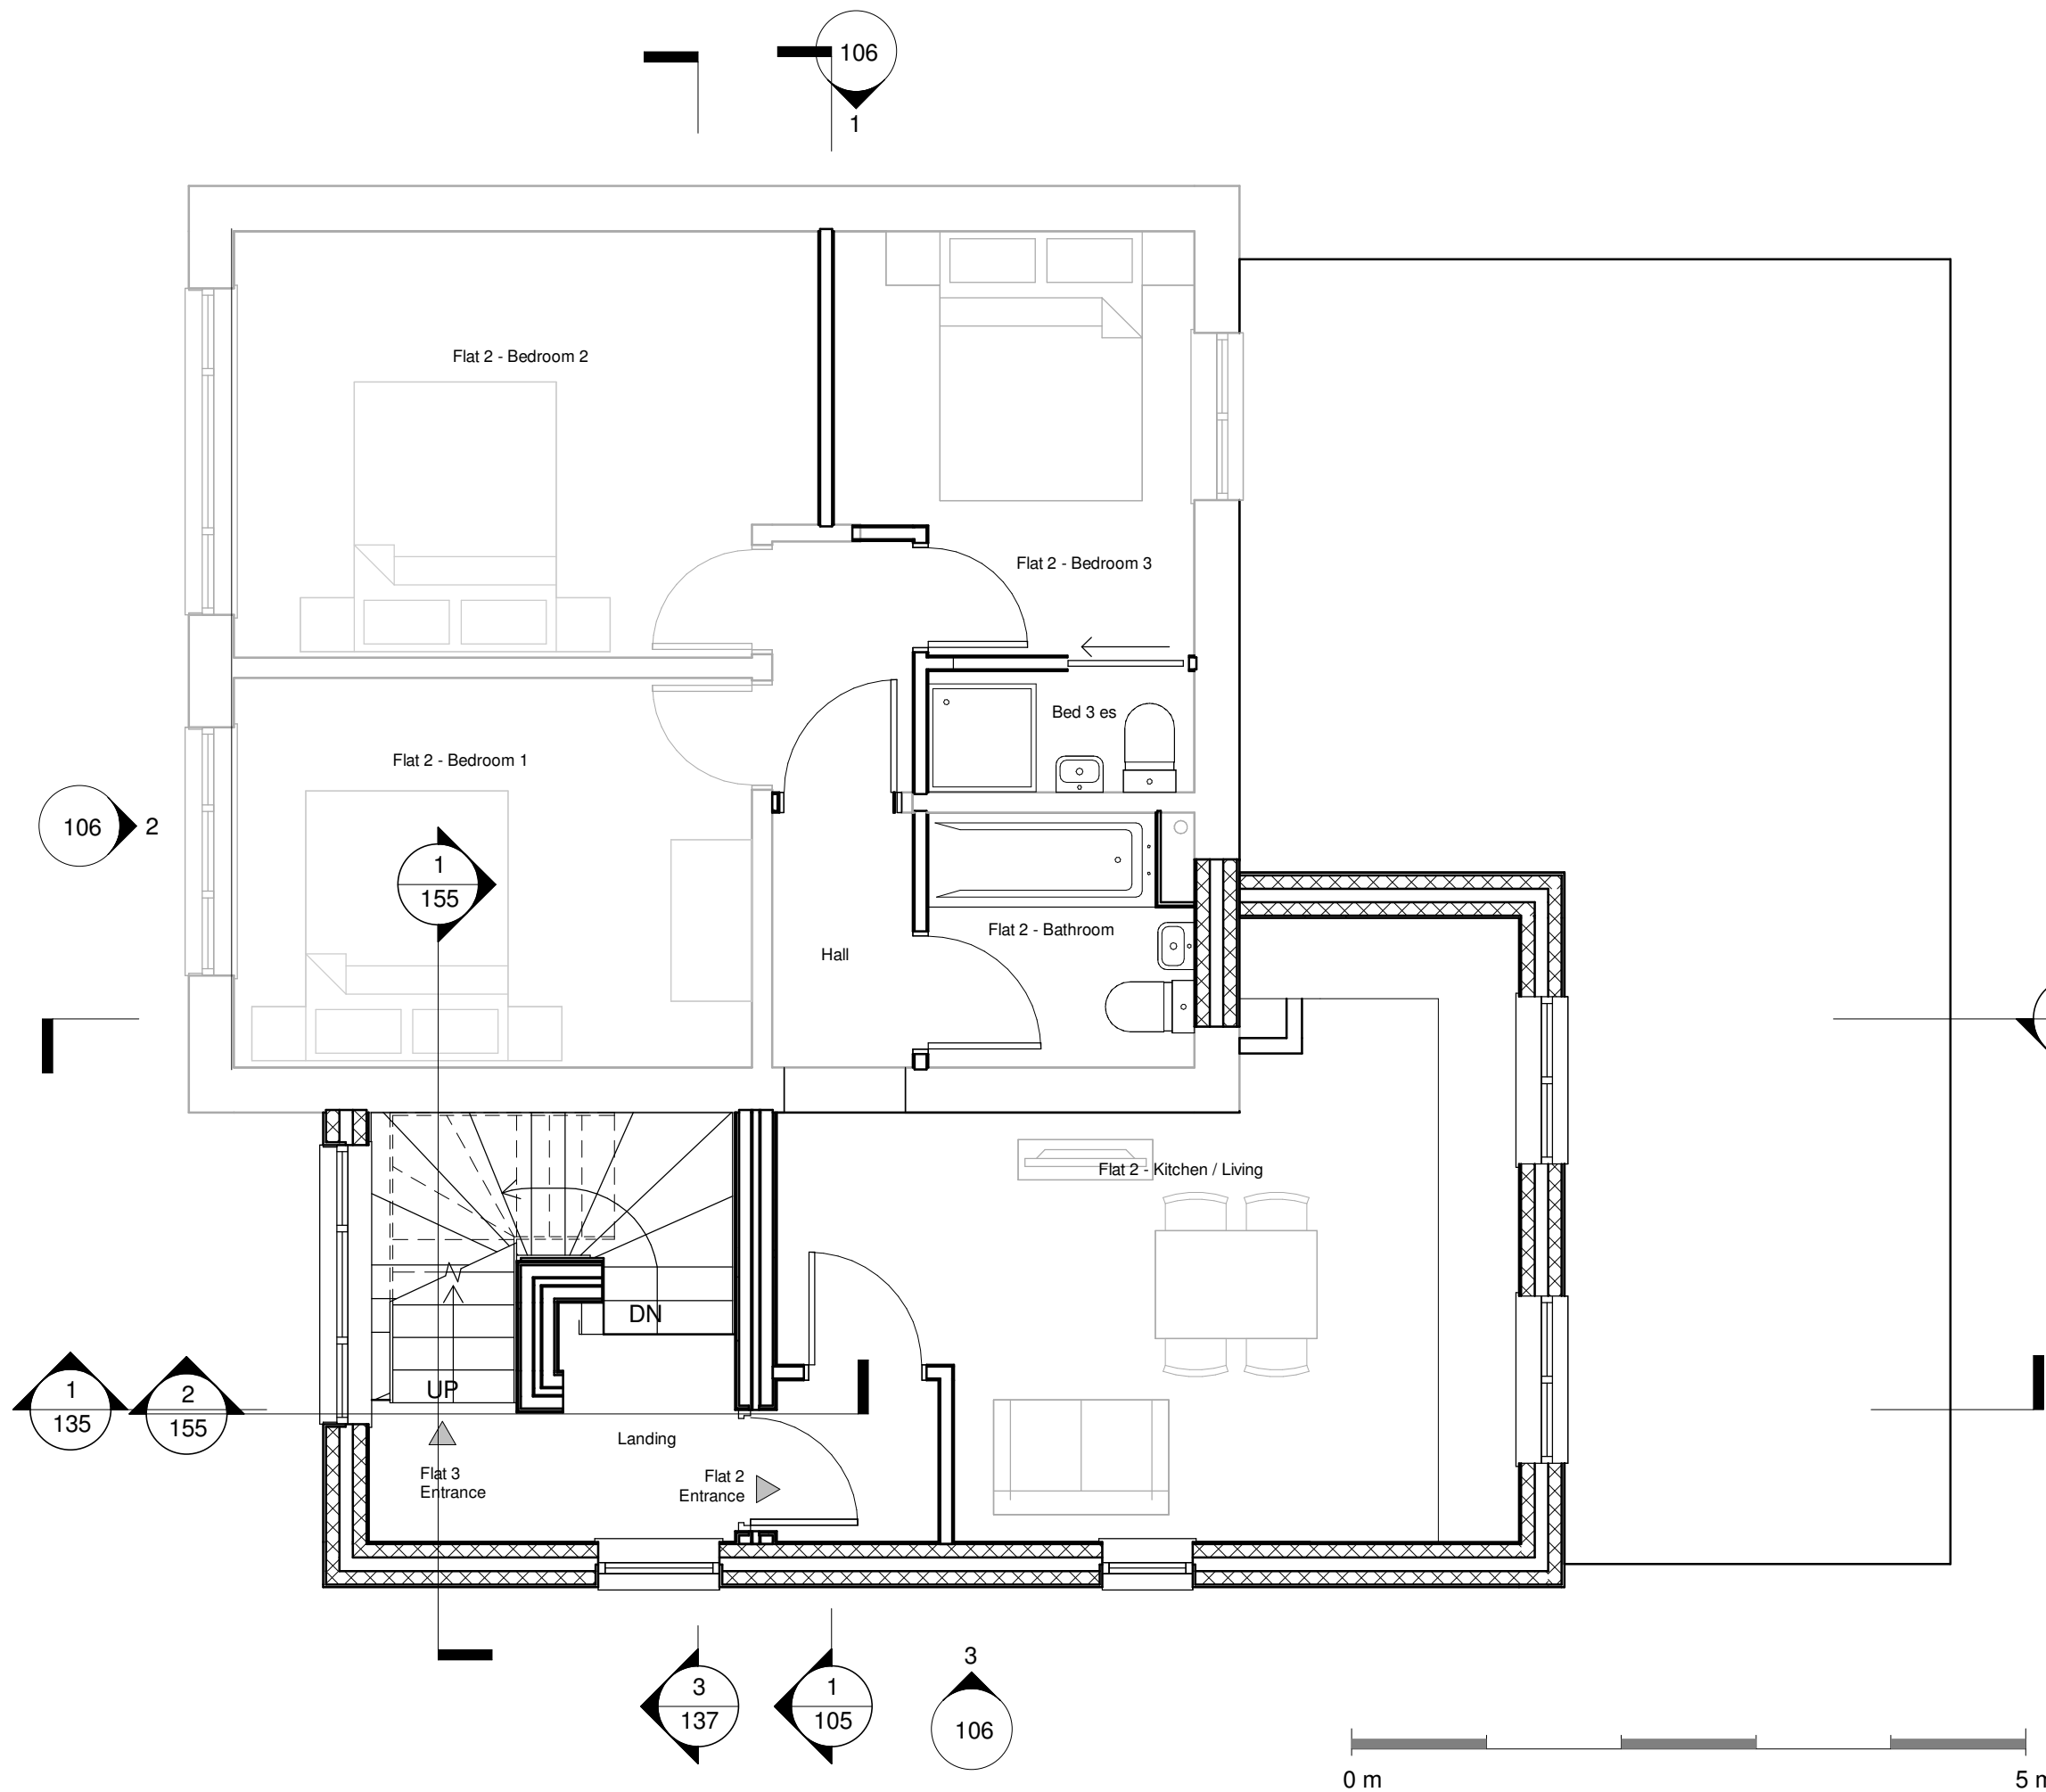 106
1
Flat 2 - Bedroom 2
Flat 2 - Bedroom 3
Bed 3 es
Flat 2 - Bedroom 1
106
2
1
155
Flat 2 - Bathroom
Hall
Flat 2 - Kitchen / Living
DN
UP
1
135
2
155
Landing
Flat 3
Entrance
Flat 2
Entrance
3
137
1
105
3
106
0 m
5 m